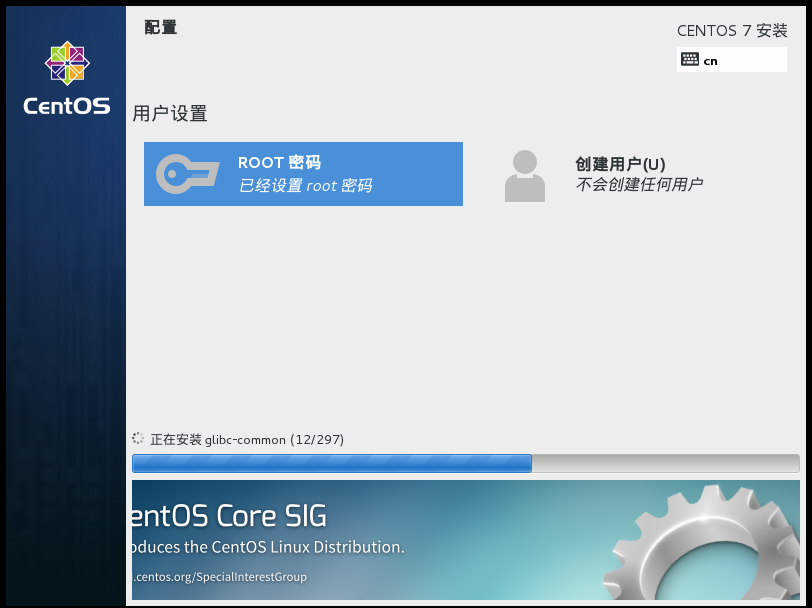 配置
CENTOS 7 安装
cn
CentOS
用户设置
ROOT 密码
已经设置 root 密码
创建用户(U)
不会创建任何用户
正在安装 glibc-common (12/297)
entOS Core SIG
oduces the CentOS Linux Distribution.
.centos.org/SpecialInterestGroup